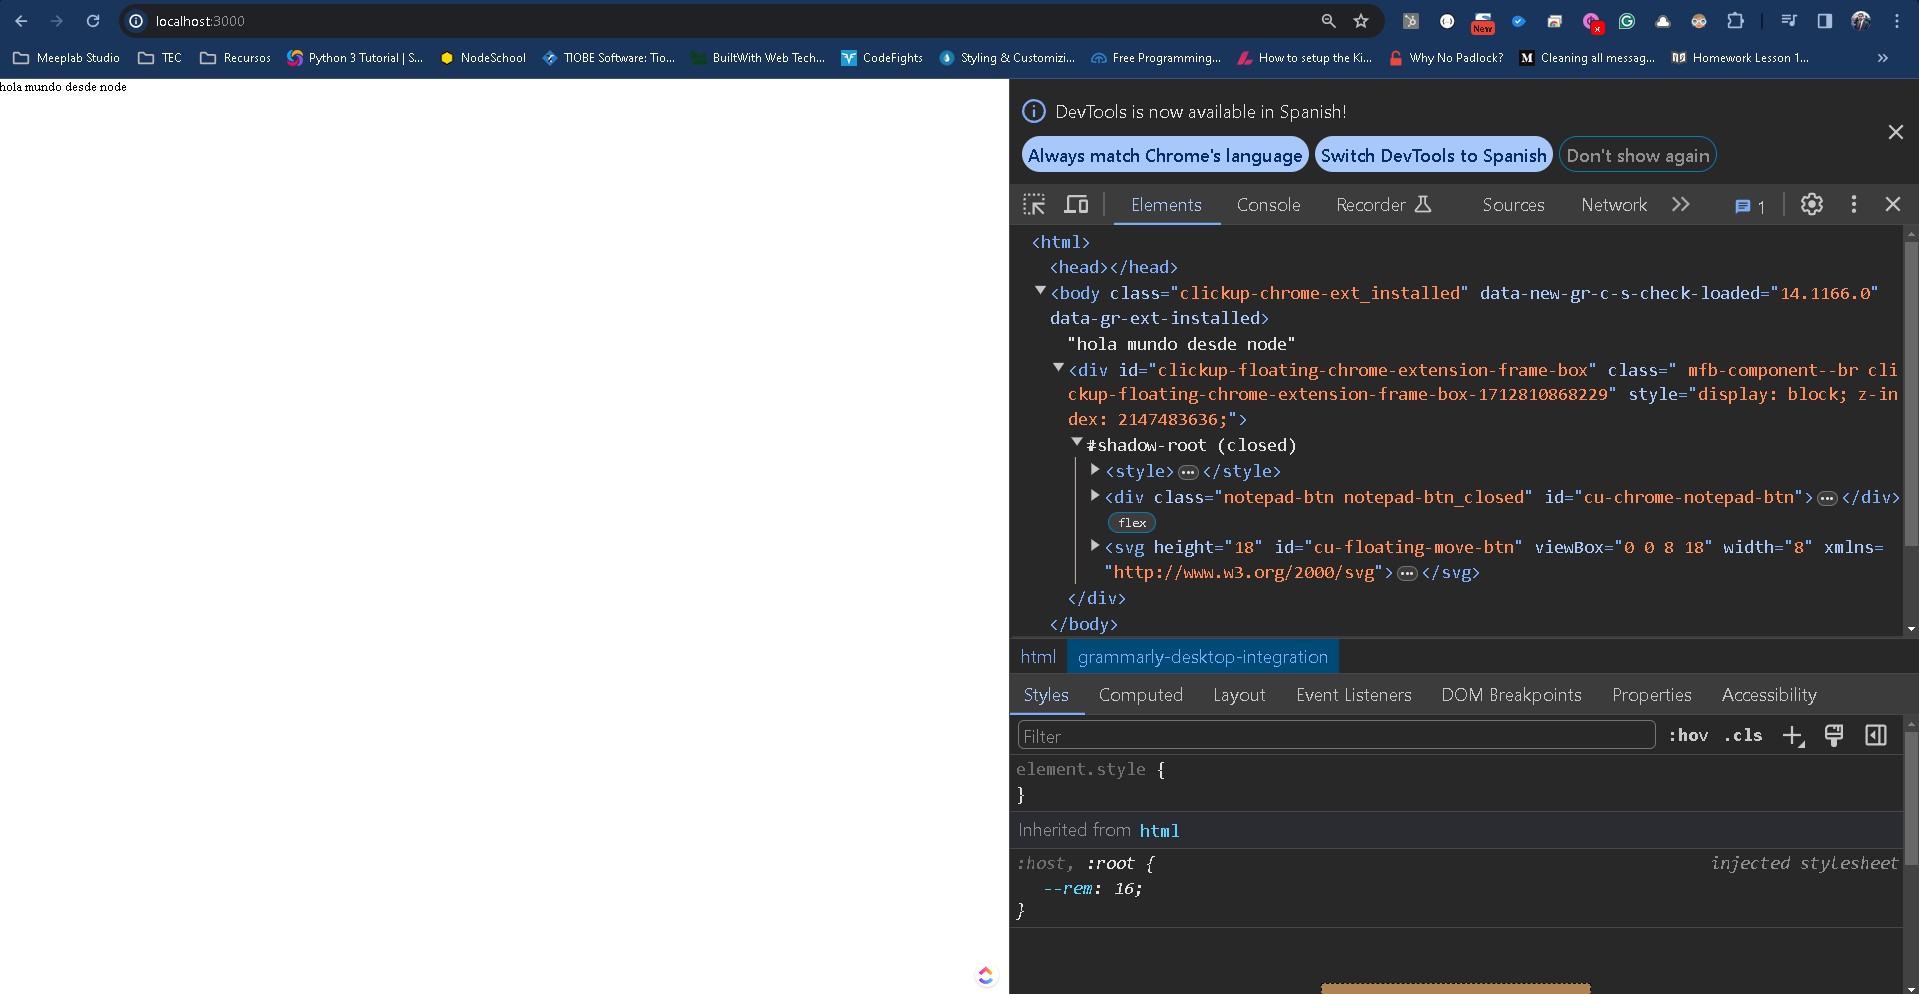 localhost:3000
New
Meeplab Studio TEC Recursos Python 3 Tutorial | S... NodeSchool TIOBE Software: Tio... BuiltWith Web Tech... CodeFights Styling & Customizi... Free Programming... How to setup the Ki... Why No Padlock? Cleaning all messag... Homework Lesson 1... »
hola mundo desde node
DevTools is now available in Spanish!
Always match Chrome's language Switch DevTools to Spanish Don't show again
Elements Console Recorder Sources Network 1
<html>
<head></head>
<body class="clickup-chrome-ext_installed" data-new-gr-c-s-check-loaded="14.1166.0"
data-gr-ext-installed>
"hola mundo desde node"
<div id="clickup-floating-chrome-extension-frame-box" class=" mfb-component--br cli
ckup-floating-chrome-extension-frame-box-1712810868229" style="display: block; z-in
dex: 2147483636;">
#shadow-root (closed)
<style>…</style>
<div class="notepad-btn notepad-btn_closed" id="cu-chrome-notepad-btn">…</div>
flex
<svg height="18" id="cu-floating-move-btn" viewBox="0 0 8 18" width="8" xmlns=
"http://www.w3.org/2000/svg">…</svg>
</div>
</body>
html grammarly-desktop-integration
Styles Computed Layout Event Listeners DOM Breakpoints Properties Accessibility
Filter :hov .cls
element.style {
}
Inherited from html
:host, :root { injected stylesheet
--rem: 16;
}